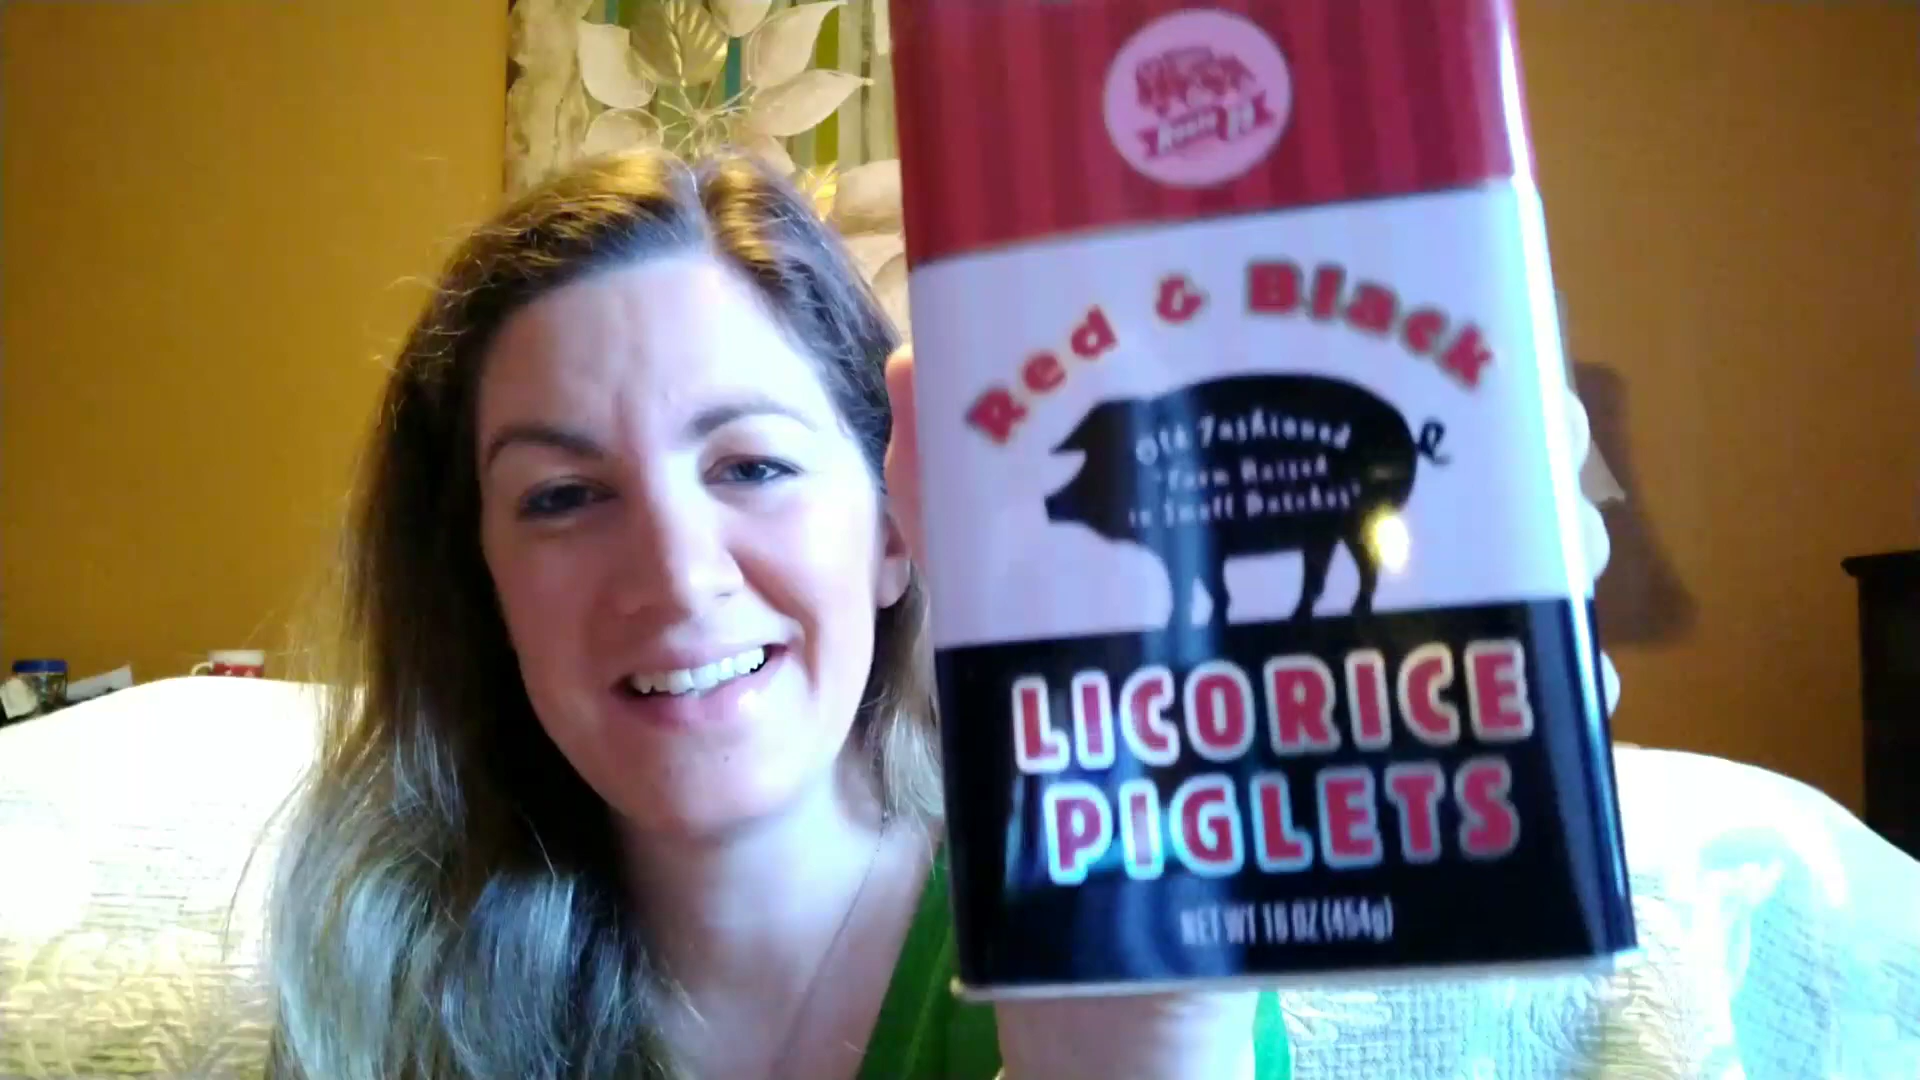 Red & Black
Old Fashioned
"Farm Raised
in Small Batches"
LICORICE
PIGLETS
NET WT 16 OZ (454g)